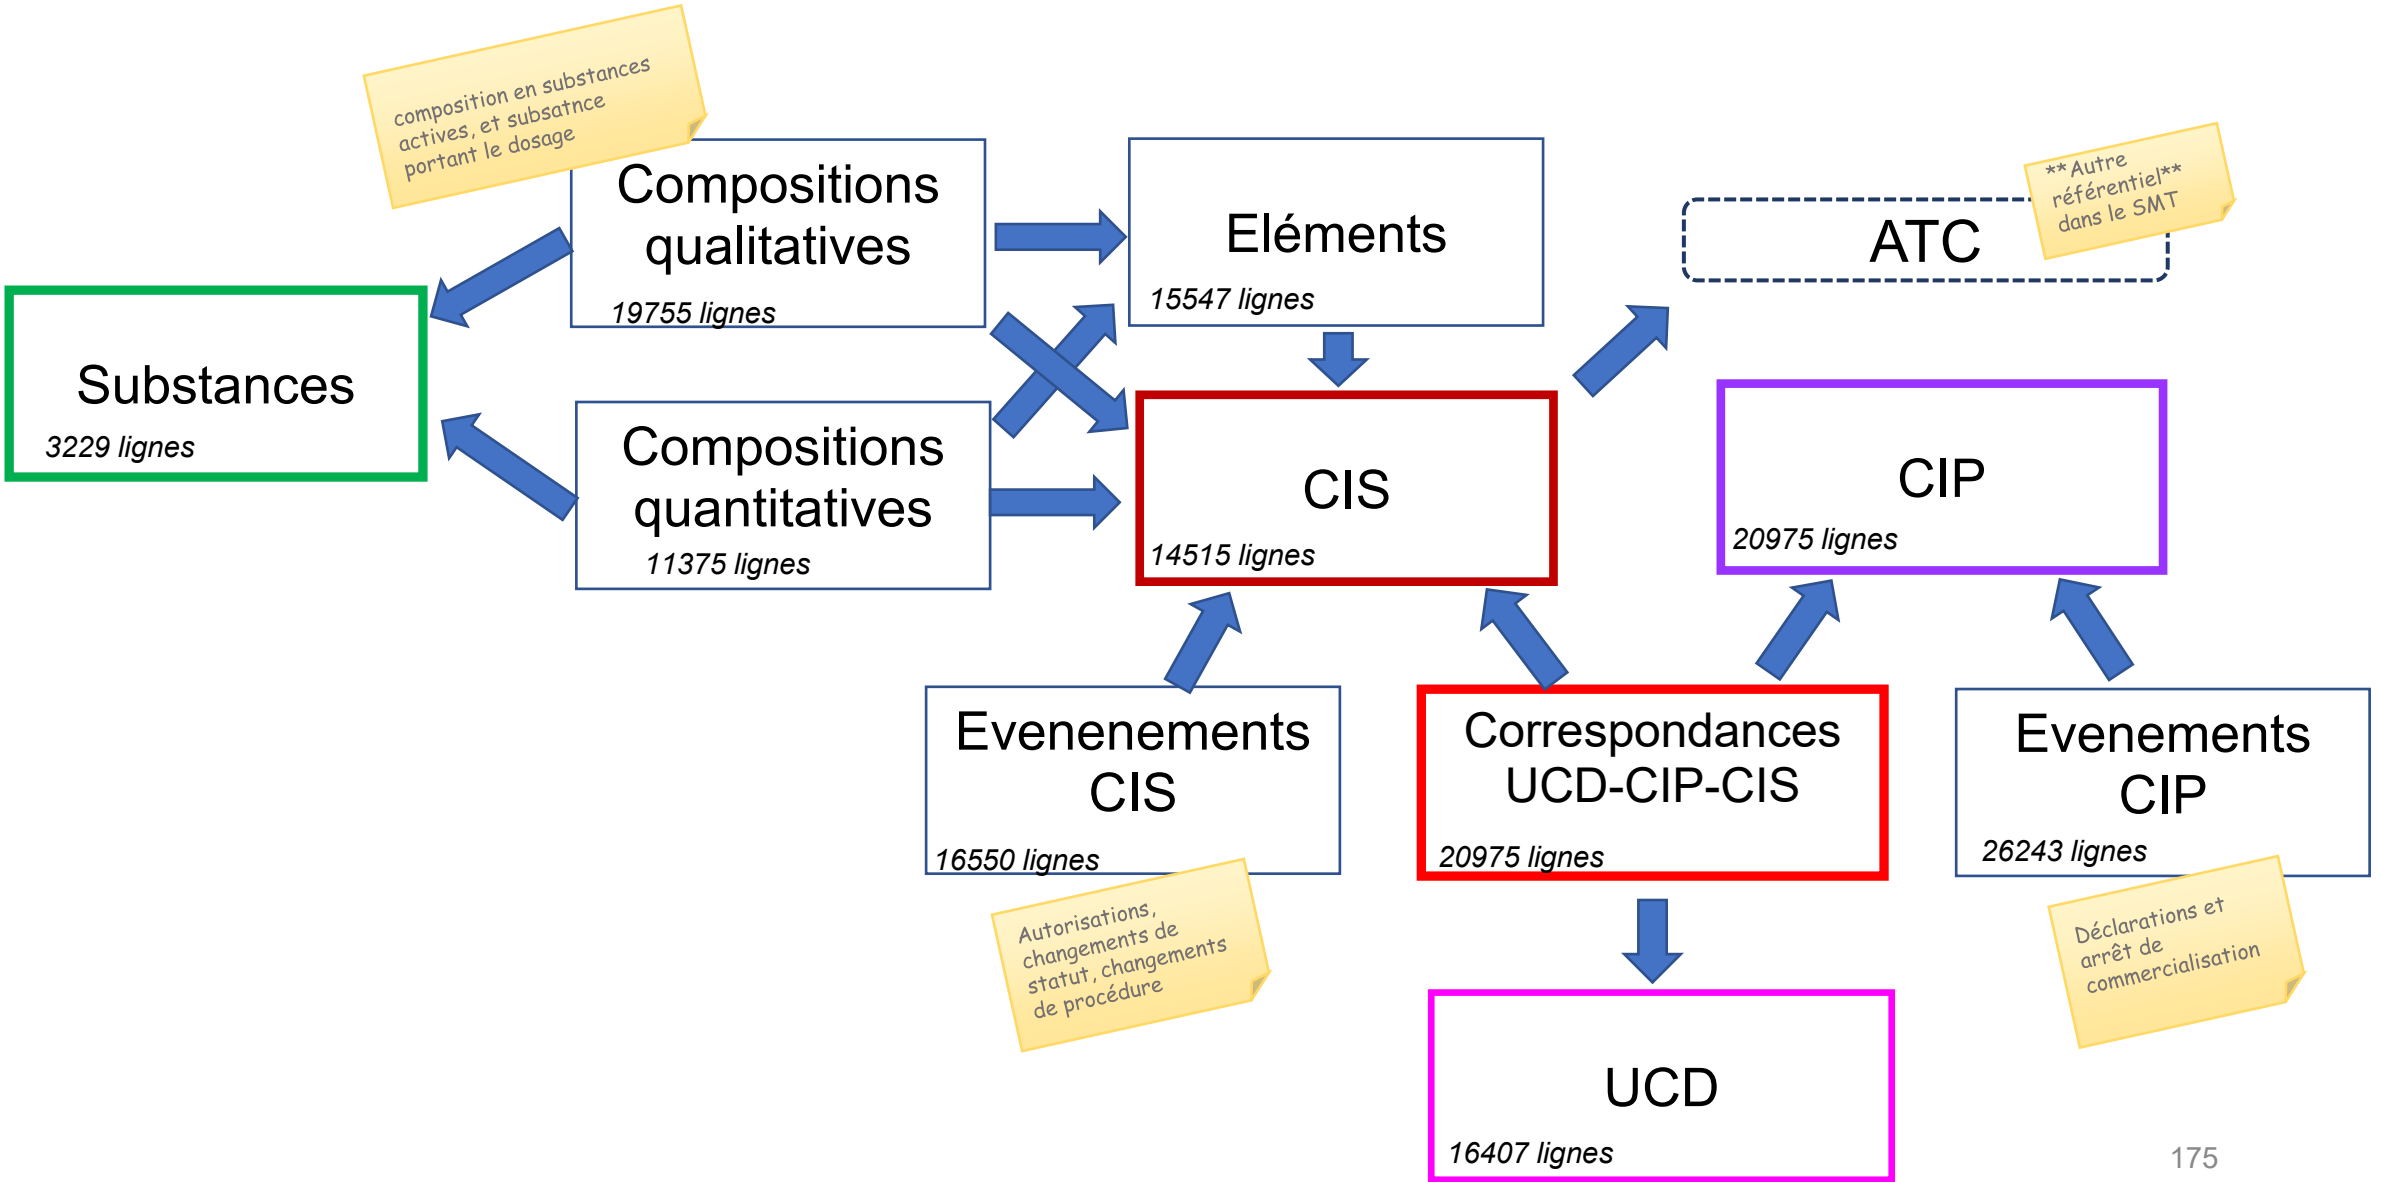 composition en substances
actives, et subsatnce
portant le dosage
Compositions
qualitatives
19755 lignes
Eléments
15547 lignes
**Autre
référentiel**
dans le SMT
ATC
Substances
3229 lignes
Compositions
quantitatives
11375 lignes
CIS
14515 lignes
CIP
20975 lignes
Evenenements
CIS
16550 lignes
Autorisations,
changements de
statut, changements
de procédure
Correspondances
UCD-CIP-CIS
20975 lignes
Evenements
CIP
26243 lignes
Déclarations et
arrêt de
commercialisation
UCD
16407 lignes
175